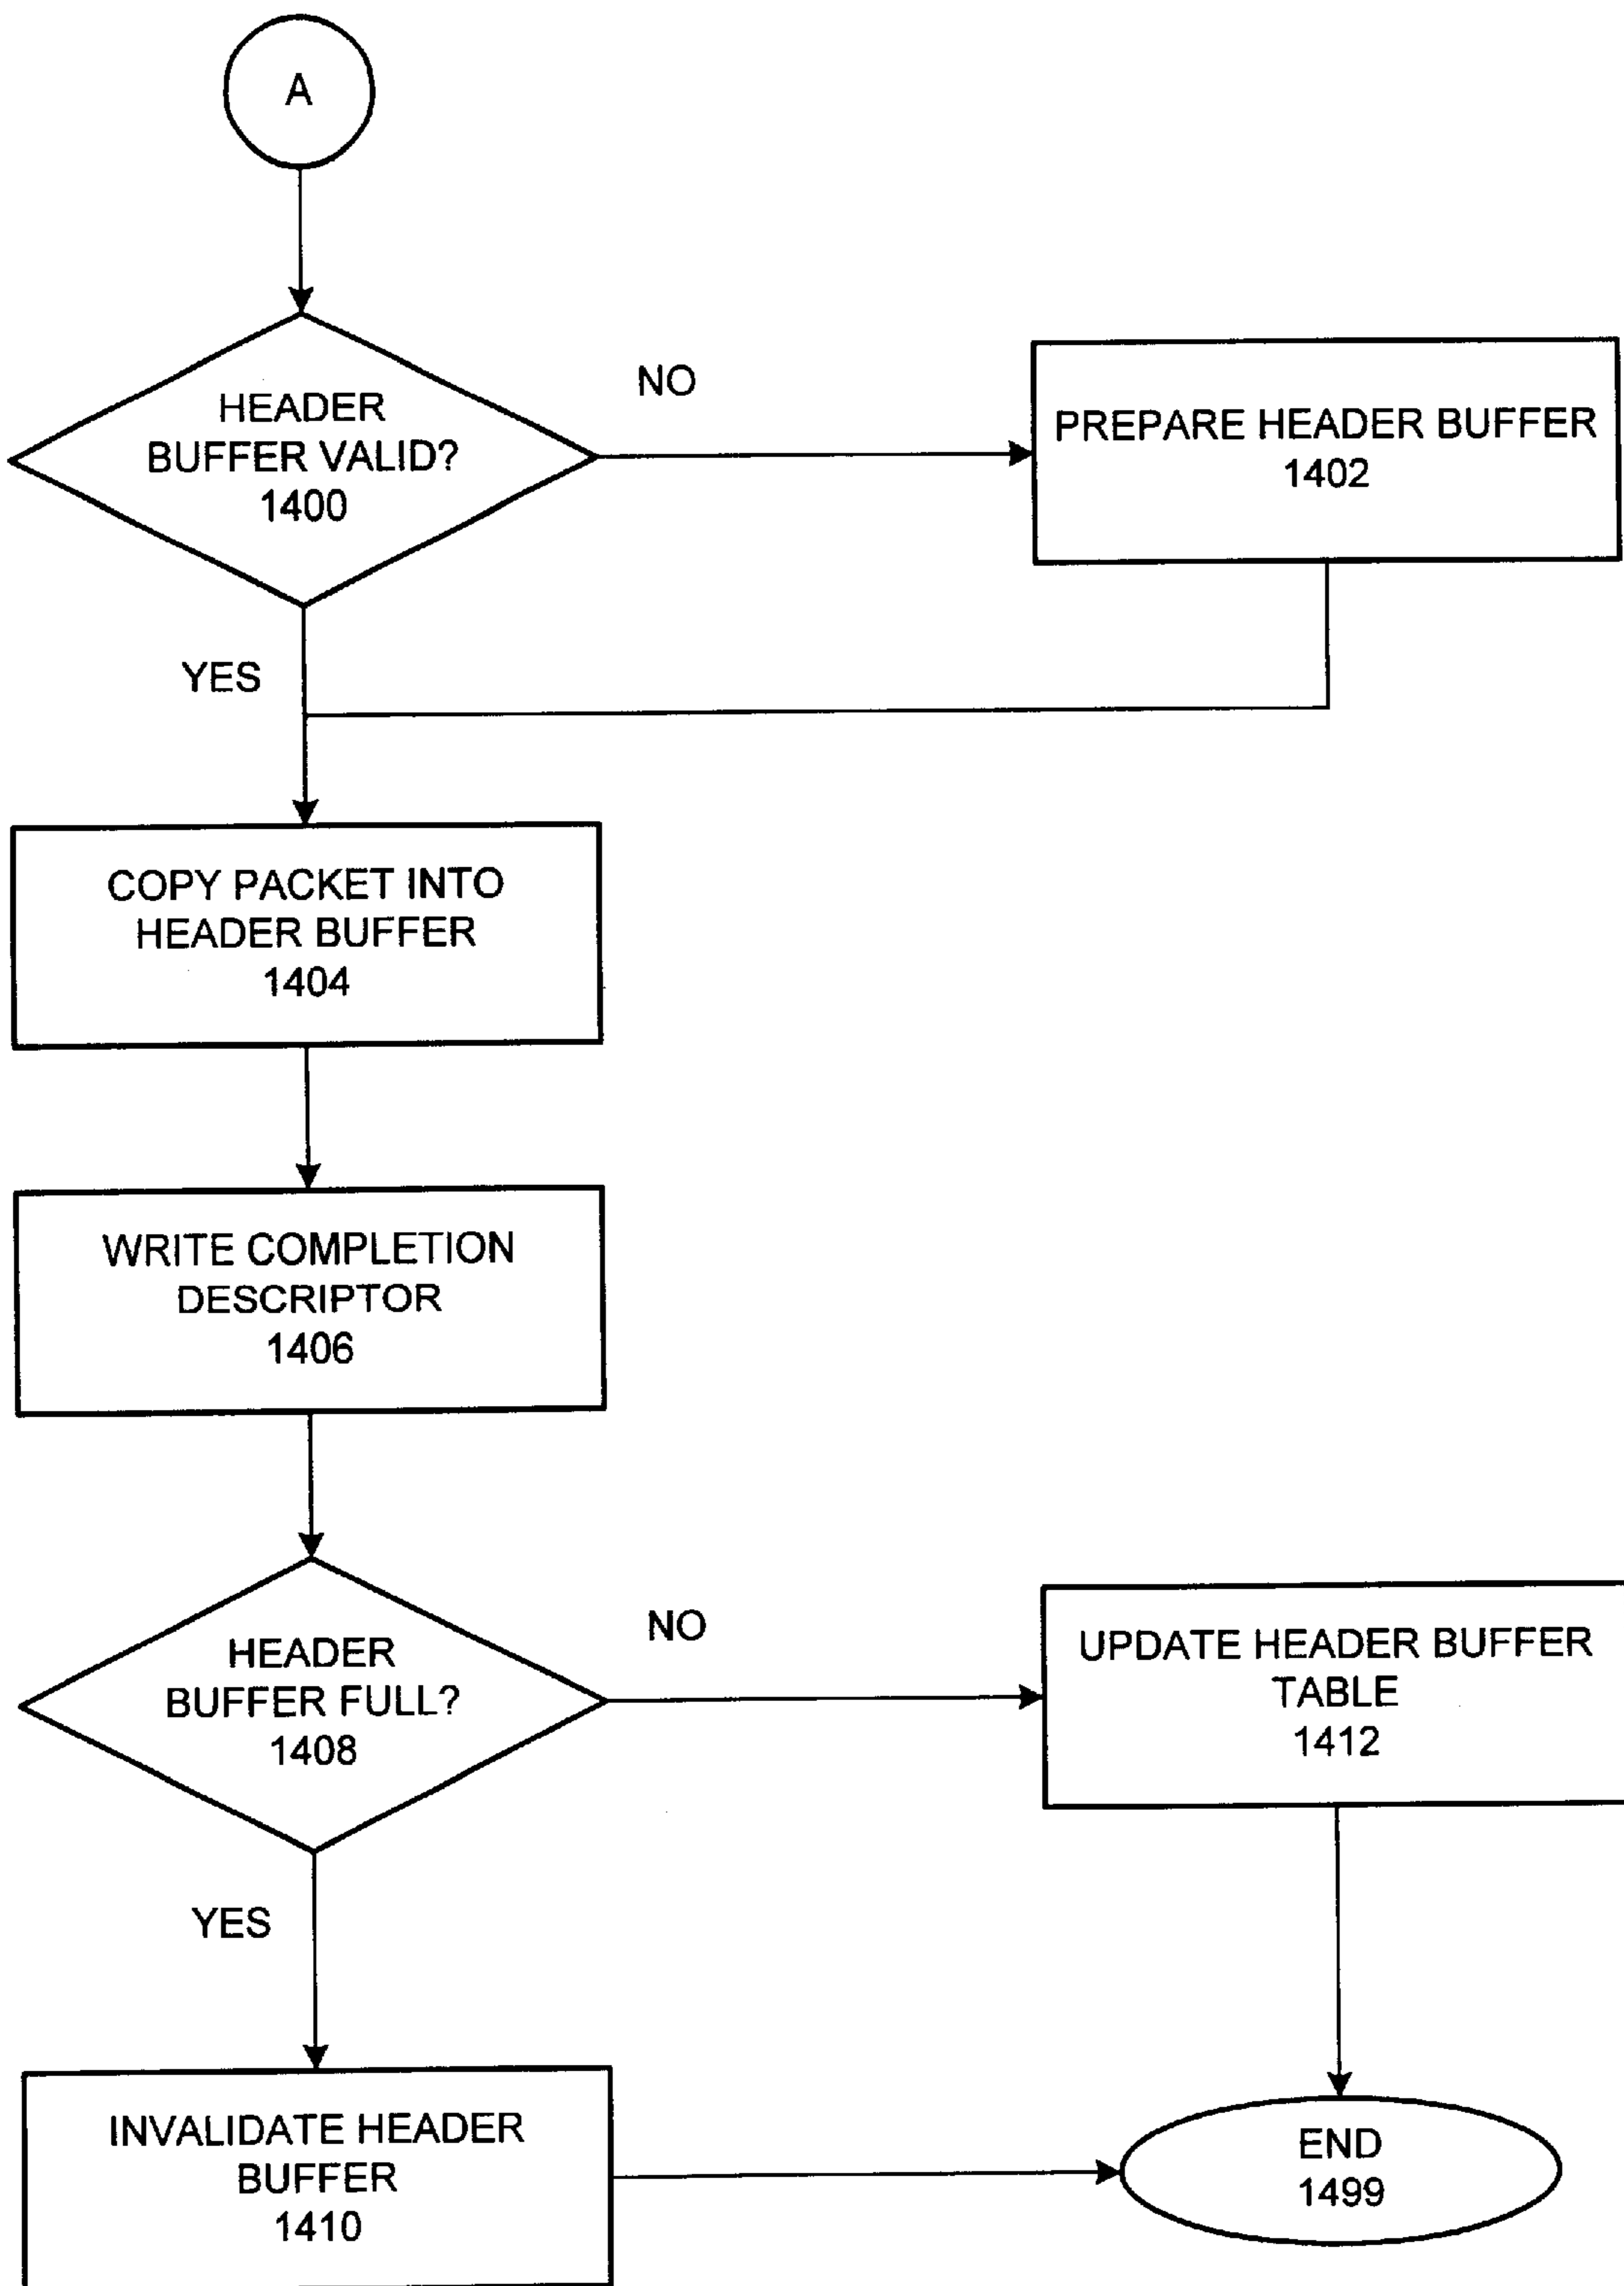 A
HEADER
BUFFER VALID?
1400
NO
PREPARE HEADER BUFFER
1402
YES
COPY PACKET INTO
HEADER BUFFER
1404
WRITE COMPLETION
DESCRIPTOR
1406
HEADER
BUFFER FULL?
1408
NO
UPDATE HEADER BUFFER
TABLE
1412
YES
INVALIDATE HEADER
BUFFER
1410
END
1499